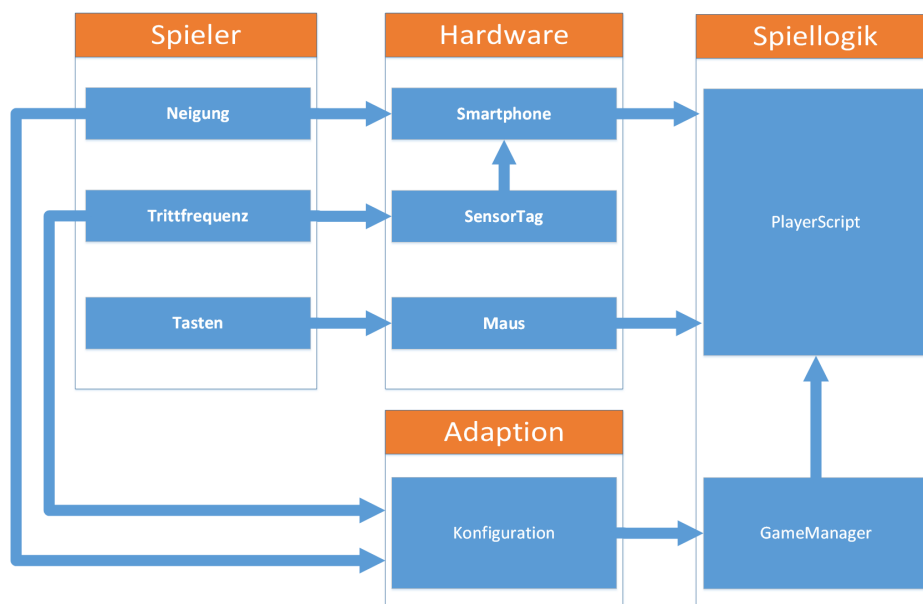 Spieler
Hardware
Spiellogik
Neigung
Smartphone
Trittfrequenz
SensorTag
PlayerScript
Tasten
Maus
Adaption
Konfiguration
GameManager